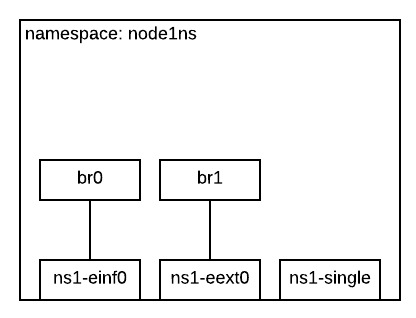 namespace: node1ns
br0
br1
ns1-einf0
ns1-eext0
ns1-single